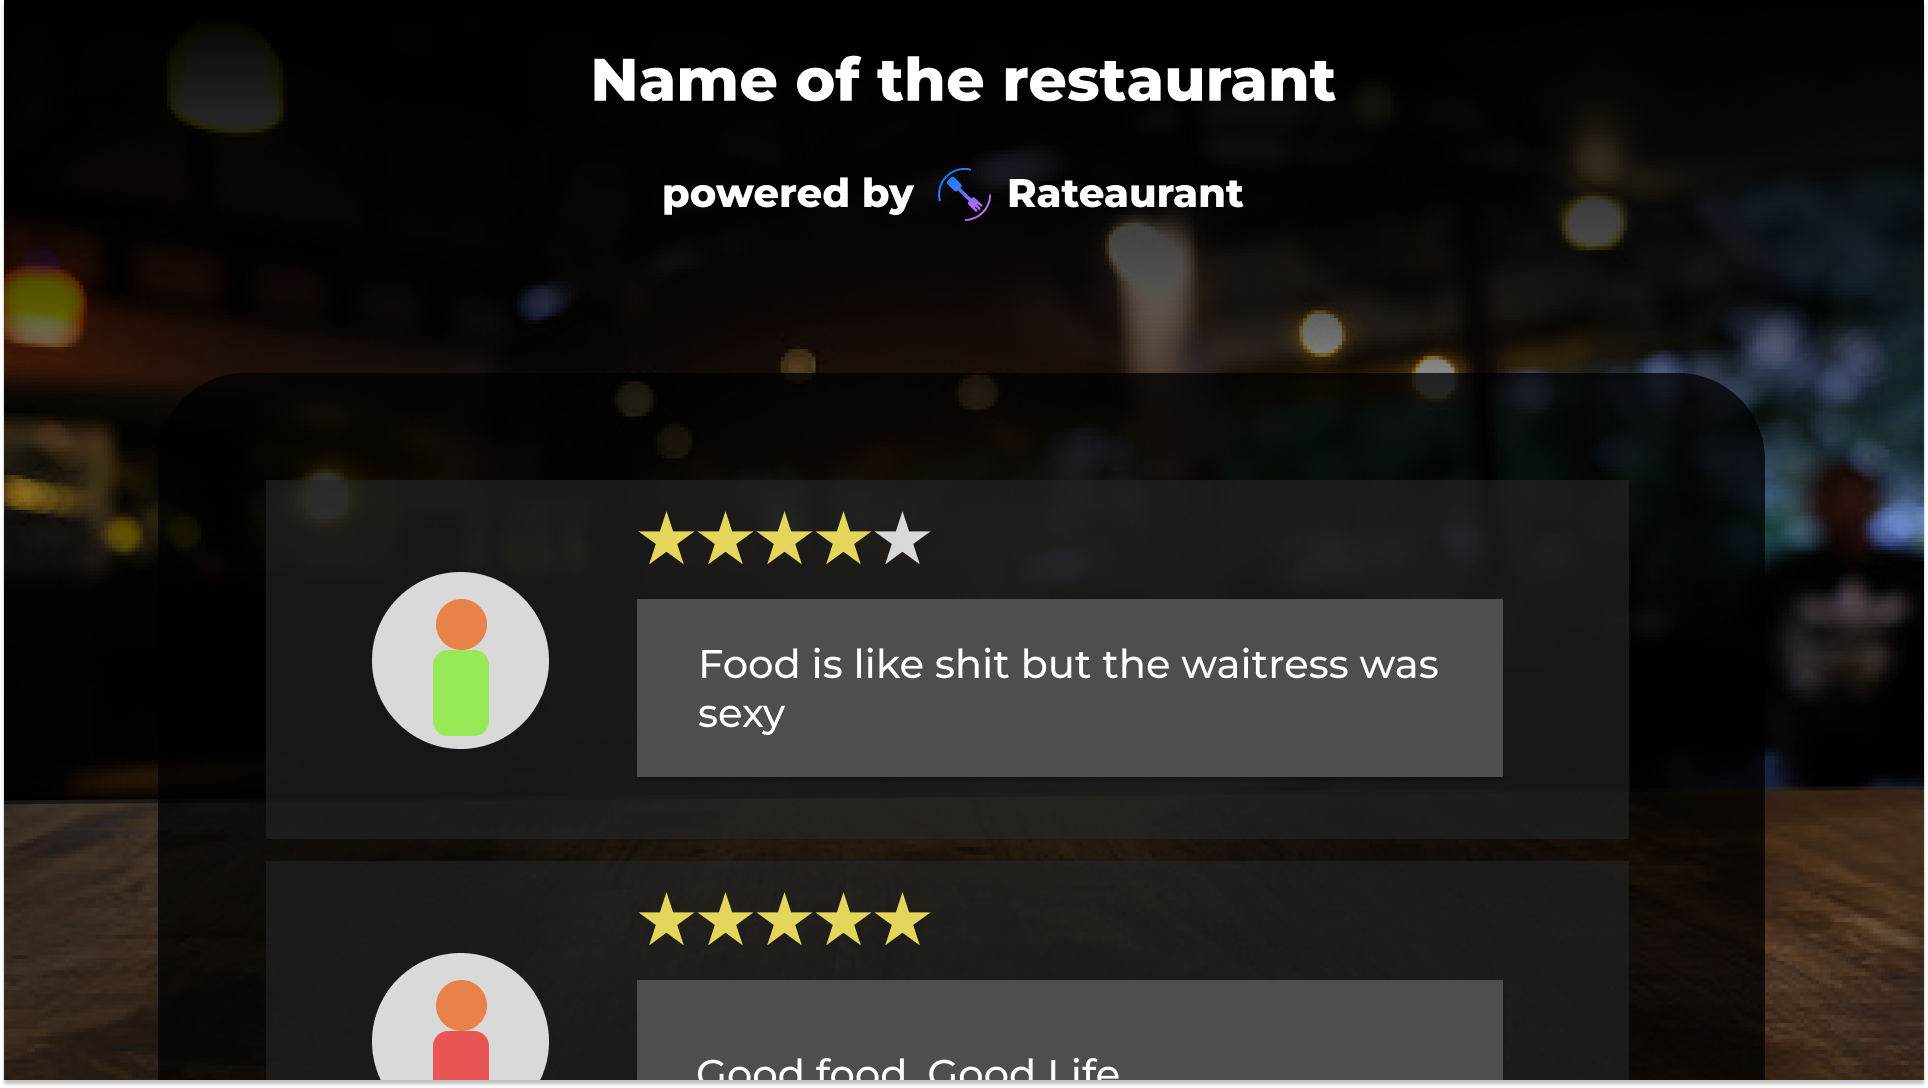 Name of the restaurant
powered by Rateaurant
Food is like shit but the waitress was
sexy
Good food, Good Life